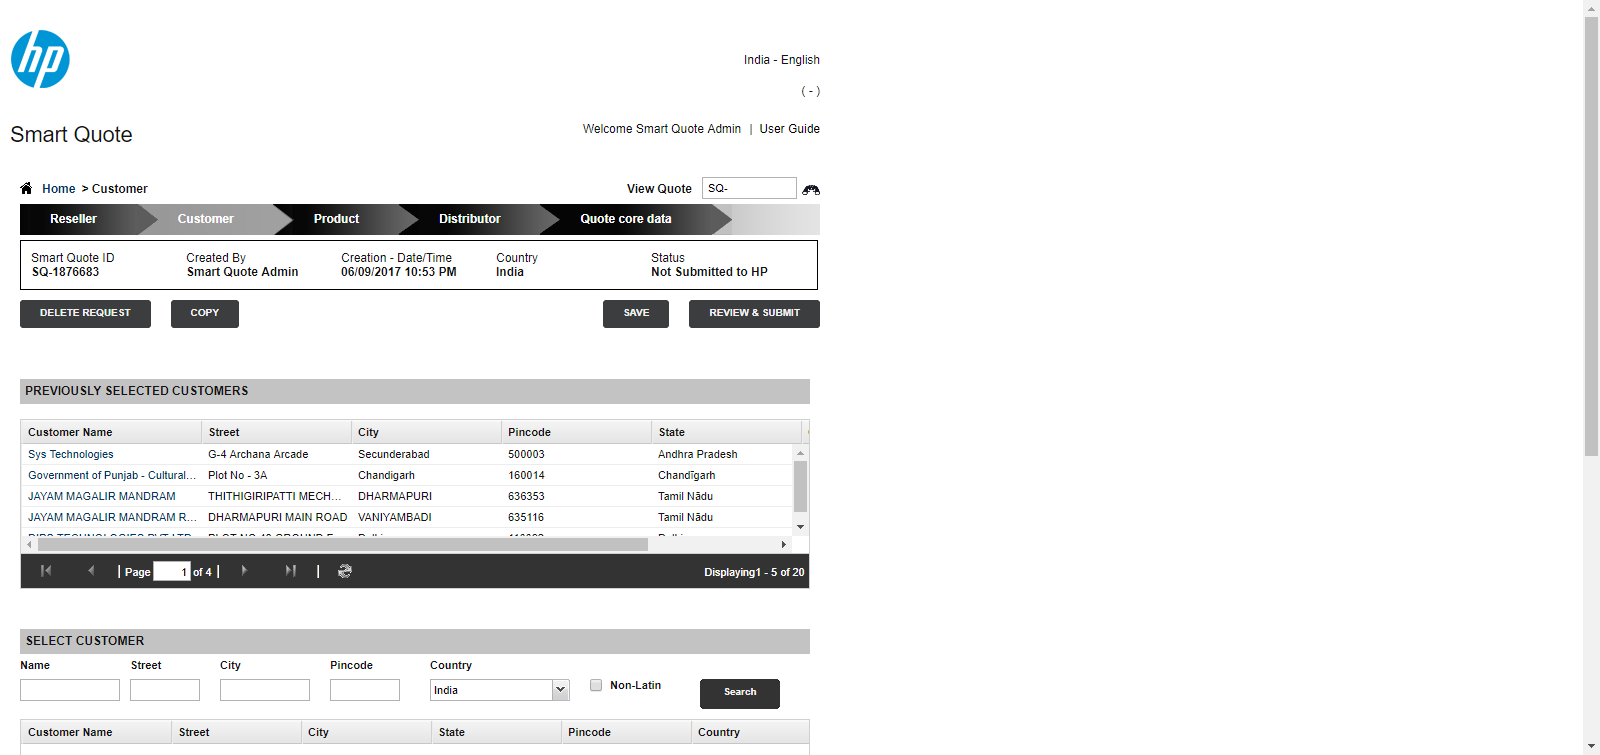 hp
India - English
( - )
Smart Quote
Welcome Smart Quote Admin | User Guide
Home > Customer
View Quote SQ-
Reseller Customer Product Distributor Quote core data
Smart Quote ID Created By Creation - Date/Time Country Status
SQ-1876683 Smart Quote Admin 06/09/2017 10:53 PM India Not Submitted to HP
DELETE REQUEST COPY SAVE REVIEW & SUBMIT
PREVIOUSLY SELECTED CUSTOMERS
Customer Name Street City Pincode State
Sys Technologies G-4 Archana Arcade Secunderabad 500003 Andhra Pradesh
Government of Punjab - Cultural... Plot No - 3A Chandigarh 160014 Chandīgarh
JAYAM MAGALIR MANDRAM THITHIGIRIPATTI MECH... DHARMAPURI 636353 Tamil Nādu
JAYAM MAGALIR MANDRAM R... DHARMAPURI MAIN ROAD VANIYAMBADI 635116 Tamil Nādu
| Page 1 of 4 | | Displaying1 - 5 of 20
SELECT CUSTOMER
Name Street City Pincode Country
India Non-Latin Search
Customer Name Street City State Pincode Country